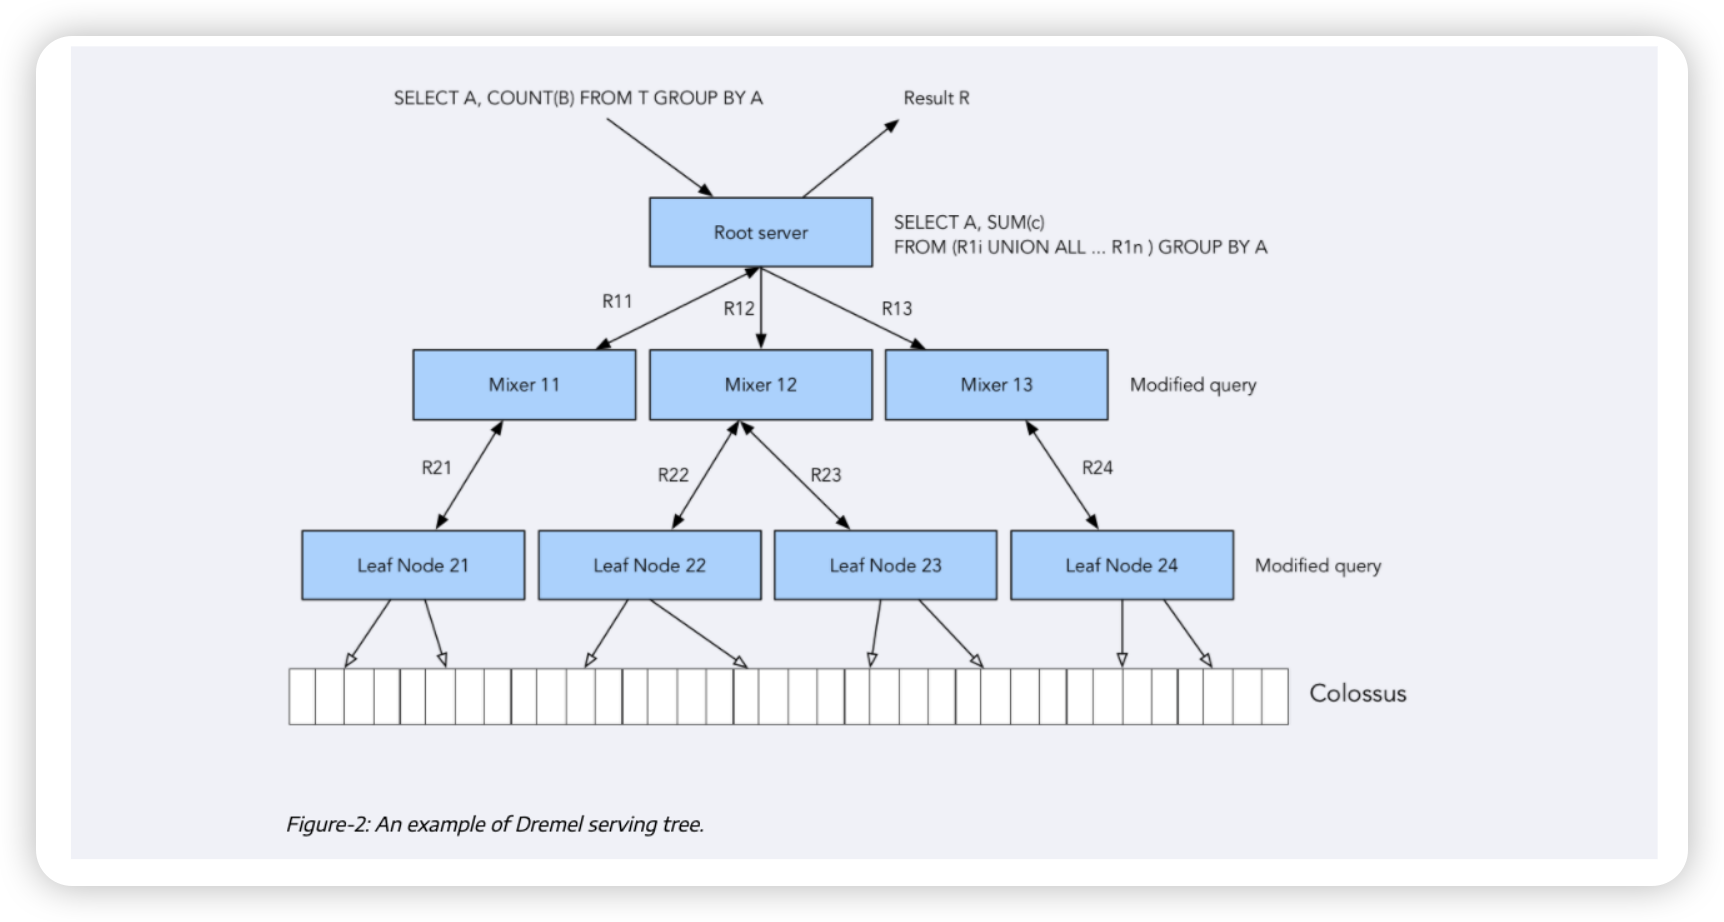 SELECT A, COUNT(B) FROM T GROUP BY A
Result R
Root server
SELECT A, SUM(c)
FROM (R1i UNION ALL ... R1n ) GROUP BY A
R11
R12
R13
Mixer 11
Mixer 12
Mixer 13
Modified query
R21
R22
R23
R24
Leaf Node 21
Leaf Node 22
Leaf Node 23
Leaf Node 24
Modified query
Colossus
Figure-2: An example of Dremel serving tree.